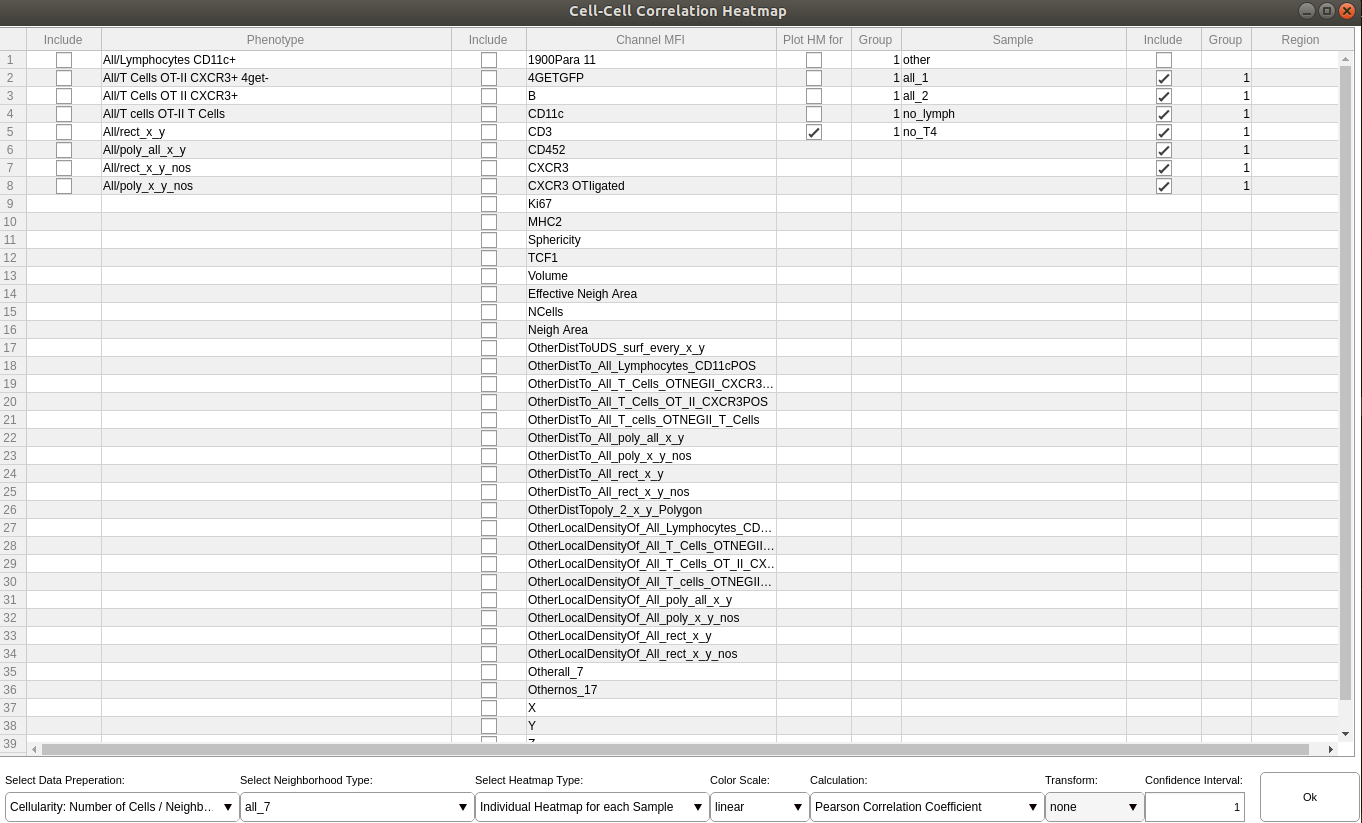 Cell-Cell Correlation Heatmap
Include Phenotype Include Channel MFI Plot HM for Group Sample Include Group Region
1 All/Lymphocytes CD11c+ 1900Para 11 1 other
2 All/T Cells OT-II CXCR3+ 4get- 4GETGFP 1 all_1 1
3 All/T Cells OT II CXCR3+ B 1 all_2 1
4 All/T cells OT-II T Cells CD11c 1 no_lymph 1
5 All/rect_x_y CD3 1 no_T4 1
6 All/poly_all_x_y CD452 1
7 All/rect_x_y_nos CXCR3 1
8 All/poly_x_y_nos CXCR3 OTIigated 1
9 Ki67
10 MHC2
11 Sphericity
12 TCF1
13 Volume
14 Effective Neigh Area
15 NCells
16 Neigh Area
17 OtherDistToUDS_surf_every_x_y
18 OtherDistTo_All_Lymphocytes_CD11cPOS
19 OtherDistTo_All_T_Cells_OTNEGII_CXCR3...
20 OtherDistTo_All_T_Cells_OT_II_CXCR3POS
21 OtherDistTo_All_T_cells_OTNEGII_T_Cells
22 OtherDistTo_All_poly_all_x_y
23 OtherDistTo_All_poly_x_y_nos
24 OtherDistTo_All_rect_x_y
25 OtherDistTo_All_rect_x_y_nos
26 OtherDistTopoly_2_x_y_Polygon
27 OtherLocalDensityOf_All_Lymphocytes_CD...
28 OtherLocalDensityOf_All_T_Cells_OTNEGII...
29 OtherLocalDensityOf_All_T_Cells_OT_II_CX...
30 OtherLocalDensityOf_All_T_cells_OTNEGII...
31 OtherLocalDensityOf_All_poly_all_x_y
32 OtherLocalDensityOf_All_poly_x_y_nos
33 OtherLocalDensityOf_All_rect_x_y
34 OtherLocalDensityOf_All_rect_x_y_nos
35 Otherall_7
36 Othernos_17
37 X
38 Y
39
Select Data Preperation: Select Neighborhood Type: Select Heatmap Type: Color Scale: Calculation: Transform: Confidence Interval:
Cellularity: Number of Cells / Neighb... all_7 Individual Heatmap for each Sample linear Pearson Correlation Coefficient none 1 Ok